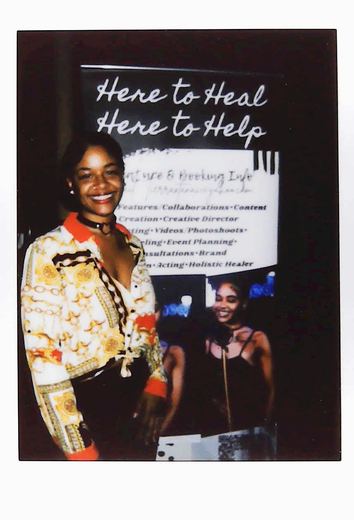 Here to Heal
Here to Help
& Booking Info
Features/Collaborations•Content
Creation•Creative Director
Videos/Photoshoots•
Event Planning•
Brand
Acting•Holistic Healer